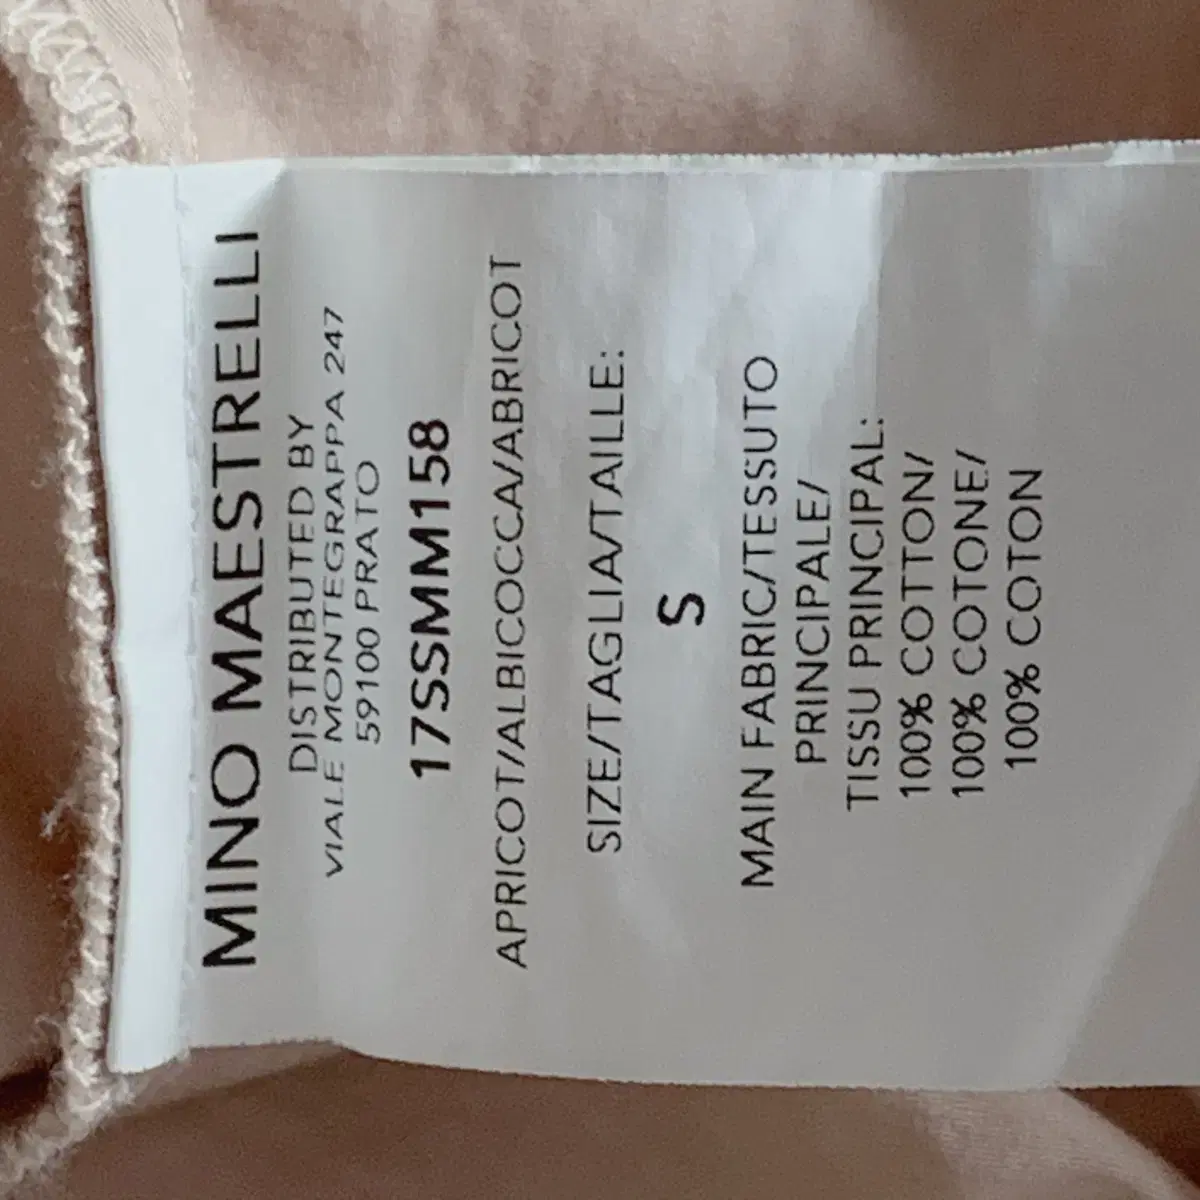 MINO MAESTRELLI
DISTRIBUTED BY
VIALE MONTEGRAPPA 247
59100 PRATO
17SSMM158
APRICOT/ALBICOCCA/ABRICOT
SIZE/TAGLIA/TAILLE:
S
MAIN FABRIC/TESSUTO
PRINCIPALE/
TISSU PRINCIPAL:
100% COTTON/
100% COTONE/
100% COTON